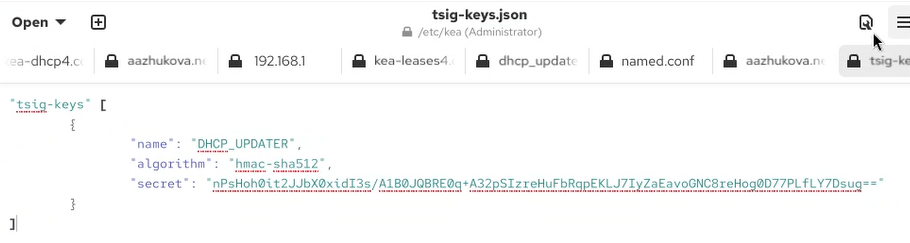 Open
tsig-keys.json
/etc/kea (Administrator)
ea-dhcp4.c
aazhukova.n
192.168.1
kea-leases4.
dhcp_update
named.conf
aazhukova.n
tsig-ke
"tsig-keys" [
{
"name": "DHCP_UPDATER",
"algorithm": "hmac-sha512",
"secret": "nPsHoh0it2JJbX0xidI3s/A1B0JQBRE0q+A32pSIzreHuFbRqpEKLJ7IyZaEavoGNC8reHog0D77PLfLY7Dsug=="
}
]